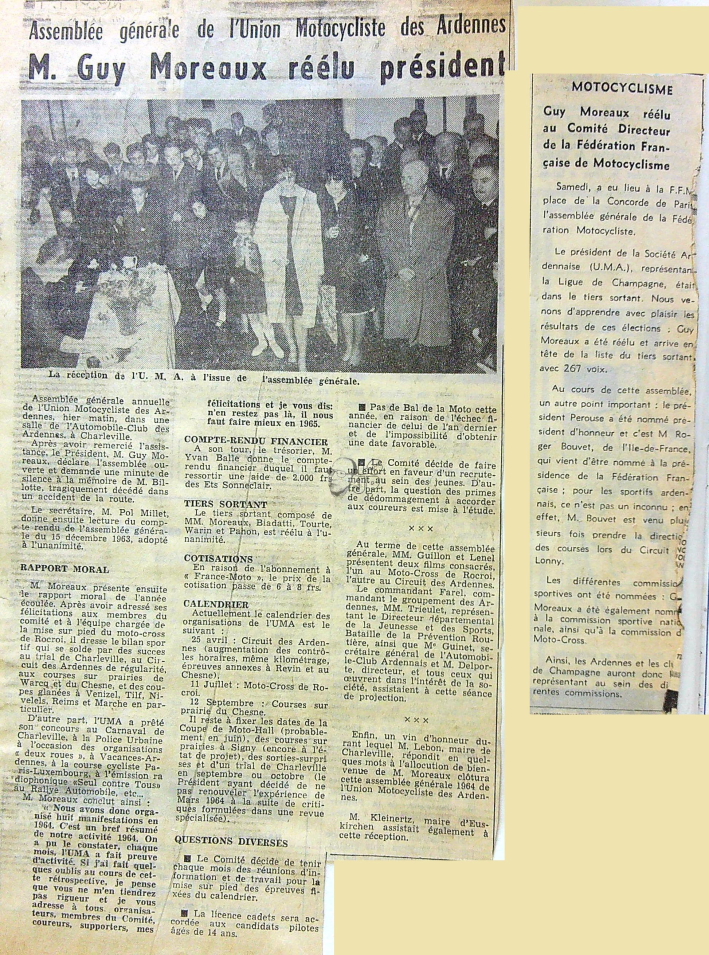 Assemblée générale de l'Union Motocycliste des Ardennes
M. Guy Moreaux réélu président
La réception de l'U. M. A. à l'issue de l'assemblée générale.
Assemblée générale annuelle
de l'Union Motocycliste des Ar-
dennes, hier matin, dans une
salle de l'Automobile-Club des
Ardennes, à Charleville.
Après avoir remercié l'assis-
tance, le Président, M. Guy Mo-
reaux, déclare l'assemblée ou-
verte et demande une minute de
silence à la mémoire de M. Bil-
lotte, tragiquement décédé dans
un accident de la route.
Le secrétaire, M. Pol Millet,
donne ensuite lecture du comp-
te rendu de l'assemblée généra-
le du 15 décembre 1963, adopté
à l'unanimité.
RAPPORT MORAL
M. Moreaux présente ensuite
le rapport moral de l'année
écoulée. Après avoir adressé ses
félicitations aux membres du
comité et à l'équipe chargée de
la mise sur pied du moto-cross
de Rocroi, il dresse le bilan spor
tif qui se solde par des succès
au trial de Charleville, au Cir-
cuit des Ardennes de régularité,
aux courses sur prairies de
Warcq et du Chesne, et des cou-
pes glanées à Venizel, Tilf, Ni-
velels, Reims et Marche en par-
ticulier.
D'autre part, l'UMA a prêté
son concours au Carnaval de
Charleville, à la Police Urbaine
à l'occasion des organisations
« deux roues », à Vacances-Ar-
dennes, à la course cycliste Pa-
ris-Luxembourg, à l'émission ra
diophonique «Seul contre Tous»
au Rallye Automobile, etc...
M. Moreaux conclut ainsi :
« Nous avons donc orga-
nisé huit manifestations en
1964. C'est un bref résumé
de notre activité 1964. On
a pu le constater, chaque
mois, l'UMA a fait preuve
d'activité. Si j'ai fait quel-
ques oublis au cours de cet-
te rétrospective, je pense
que vous ne m'en tiendrez
pas rigueur et je vous
adresse à tous organisa-
teurs, membres du Comité,
coureurs, supporters, mes
félicitations et je vous dis:
n'en restez pas là, il nous
faut faire mieux en 1965.
COMPTE-RENDU FINANCIER
A son tour, le trésorier, M.
Yvan Balle donne le compte-
rendu financier duquel il faut
ressortir une aide de 2.000 frs
des Ets Sonneclair.
TIERS SORTANT
Le tiers sortant composé de
MM. Moreaux, Biadatti, Tourte,
Warin et Pahon, est réélu à l'u-
nanimité.
COTISATIONS
En raison de l'abonnement à
« France-Moto », le prix de la
cotisation passe de 6 à 8 frs.
CALENDRIER
Actuellement le calendrier des
organisations de l'UMA est le
suivant :
25 avril : Circuit des Arden-
nes (augmentation des contrô-
les horaires, même kilométrage,
épreuves annexes à Revin et au
Chesne);
11 Juillet : Moto-Cross de Ro-
croi.
12 Septembre : Courses sur
prairie du Chesne.
Il reste à fixer les dates de la
Coupe de Moto-Hall (probable-
ment en juin), des courses sur
prairies à Signy (encore à l'é-
tat de projet), des sorties-surpri
ses et d'un trial de Charleville
en septembre ou octobre (le
Président ayant décidé de ne
pas renouveler l'expérience de
Mars 1964 à la suite de criti-
ques formulées dans une revue
spécialisée).
QUESTIONS DIVERSES
■ Le Comité décide de tenir
chaque mois des réunions d'in-
formation et de travail pour la
mise sur pied des épreuves fi-
xées du calendrier.
■ La licence cadets sera ac-
cordée aux candidats pilotes
âgés de 14 ans.
■ Pas de Bal de la Moto cette
année, en raison de l'échec fi-
nancier de celui de l'an dernier
et de l'impossibilité d'obtenir
une date favorable.
■ Le Comité décide de faire
un effort en faveur d'un recrute-
ment au sein des jeunes. D'au-
tre part, la question des primes
de dédommagement à accorder
aux coureurs est mise à l'étude.
× × ×
Au terme de cette assemblée
générale, MM. Guillon et Lenel
présentent deux films consacrés,
l'un au Moto-Cross de Rocroi,
l'autre au Circuit des Ardennes.
Le commandant Farel, com-
mandant le groupement des Ar-
dennes, MM. Trieulet, représen-
tant le Directeur départemental
de la Jeunesse et des Sports,
Bataille de la Prévention Rou-
tière, ainsi que Me Guinet, se-
crétaire général de l'Automobi-
le-Club Ardennais et M. Delpor-
te, directeur, et tous ceux qui
œuvrent dans l'intérêt de la so-
ciété, assistaient à cette séance
de projection.
× × ×
Enfin, un vin d'honneur du-
rant lequel M. Lebon, maire de
Charleville, répondit en quel-
ques mots à l'allocution de bien-
venue de M. Moreaux clôtura
cette assemblée générale 1964 de
l'Union Motocycliste des Arden-
nes.
M. Kleinertz, maire d'Eus-
kirchen assistait également à
cette réception.
MOTOCYCLISME
Guy Moreaux réélu
au Comité Directeur
de la Fédération Fran-
çaise de Motocyclisme
Samedi, a eu lieu à la F.F.M.
place de la Concorde de Paris
l'assemblée générale de la Fédé
ration Motocycliste.
Le président de la Société Ar-
dennaise (U.M.A.), représentan
la Ligue de Champagne, était
dans le tiers sortant. Nous ve-
nons d'apprendre avec plaisir les
résultats de ces élections : Guy
Moreaux a été réélu et arrive en
tête de la liste du tiers sortant,
avec 267 voix.
Au cours de cette assemblée,
un autre point important : le pré-
sident Perouse a été nommé pré-
sident d'honneur et c'est M Ro-
ger Bouvet, de l'Ile-de-France,
qui vient d'être nommé à la pré-
sidence de la Fédération Fran-
çaise ; pour les sportifs arden-
nais, ce n'est pas un inconnu ; en
effet, M. Bouvet est venu plu-
sieurs fois prendre la directio
des courses lors du Circuit
Lonny.
Les différentes commissio
sportives ont été nommées : G.
Moreaux a été également nomm
à la commission sportive natio
nale, ainsi qu'à la commission d
Moto-Cross.
Ainsi, les Ardennes et les cl
de Champagne auront donc
représentant au sein des di
rentes commissions.